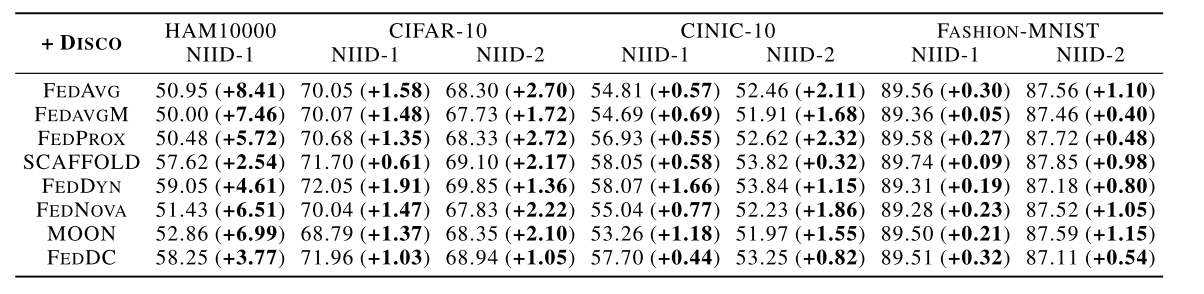 + DISCO HAM10000 CIFAR-10 CINIC-10 FASHION-MNIST
NIID-1 NIID-1 NIID-2 NIID-1 NIID-2 NIID-1 NIID-2
FEDAVG 50.95 (+8.41) 70.05 (+1.58) 68.30 (+2.70) 54.81 (+0.57) 52.46 (+2.11) 89.56 (+0.30) 87.56 (+1.10)
FEDAVGM 50.00 (+7.46) 70.07 (+1.48) 67.73 (+1.72) 54.69 (+0.69) 51.91 (+1.68) 89.36 (+0.05) 87.46 (+0.40)
FEDPROX 50.48 (+5.72) 70.68 (+1.35) 68.33 (+2.72) 56.93 (+0.55) 52.62 (+2.32) 89.58 (+0.27) 87.72 (+0.48)
SCAFFOLD 57.62 (+2.54) 71.70 (+0.61) 69.10 (+2.17) 58.05 (+0.58) 53.82 (+0.32) 89.74 (+0.09) 87.85 (+0.98)
FEDDYN 59.05 (+4.61) 72.05 (+1.91) 69.85 (+1.36) 58.07 (+1.66) 53.84 (+1.15) 89.31 (+0.19) 87.18 (+0.80)
FEDNOVA 51.43 (+6.51) 70.04 (+1.47) 67.83 (+2.22) 55.04 (+0.77) 52.23 (+1.86) 89.28 (+0.23) 87.52 (+1.05)
MOON 52.86 (+6.99) 68.79 (+1.37) 68.35 (+2.10) 53.26 (+1.18) 51.97 (+1.55) 89.50 (+0.21) 87.59 (+1.15)
FEDDC 58.25 (+3.77) 71.96 (+1.03) 68.94 (+1.05) 57.70 (+0.44) 53.25 (+0.82) 89.51 (+0.32) 87.11 (+0.54)